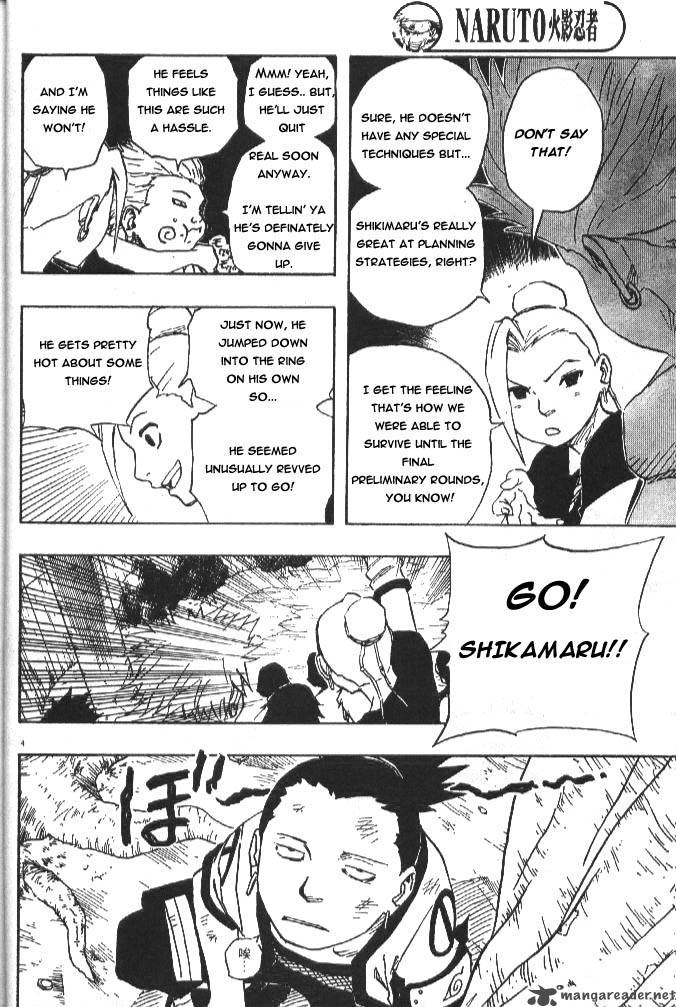 NARUTO火影忍者
DON'T SAY
THAT!
SURE, HE DOESN'T
HAVE ANY SPECIAL
TECHNIQUES BUT...
SHIKIMARU'S REALLY
GREAT AT PLANNING
STRATEGIES, RIGHT?
I GET THE FEELING
THAT'S HOW WE
WERE ABLE TO
SURVIVE UNTIL THE
FINAL
PRELIMINARY ROUNDS,
YOU KNOW!
MMM! YEAH,
I GUESS.. BUT,
HE'LL JUST
QUIT
REAL SOON
ANYWAY.
I'M TELLIN' YA
HE'S DEFINATELY
GONNA GIVE
UP.
HE FEELS
THINGS LIKE
THIS ARE SUCH
A HASSLE.
AND I'M
SAYING HE
WON'T!
JUST NOW, HE
JUMPED DOWN
INTO THE RING
ON HIS OWN
SO...
HE SEEMED
UNUSUALLY REVVED
UP TO GO!
HE GETS PRETTY
HOT ABOUT SOME
THINGS!
GO!
SHIKAMARU!!
4
ぼ
唉
mangareader.net